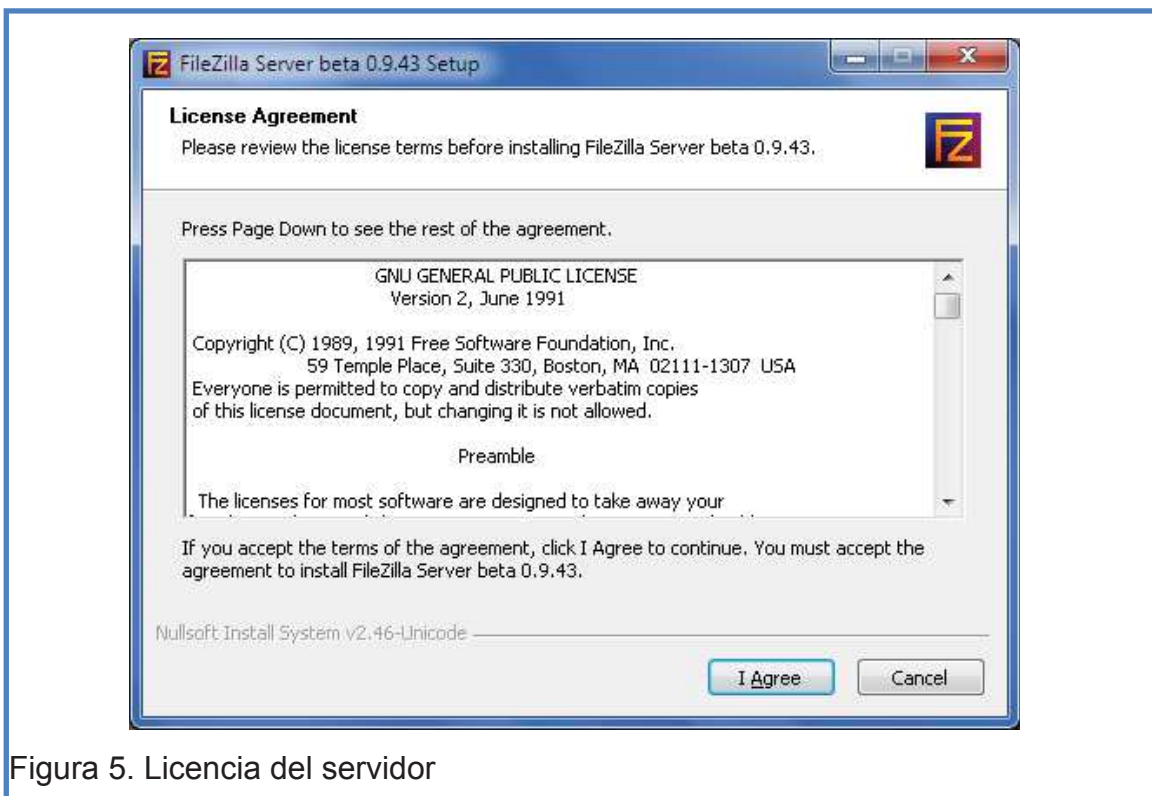 FileZilla Server beta 0.9.43 Setup
License Agreement
Please review the license terms before installing FileZilla Server beta 0.9.43.
Press Page Down to see the rest of the agreement.
GNU GENERAL PUBLIC LICENSE
Version 2, June 1991
Copyright (C) 1989, 1991 Free Software Foundation, Inc.
59 Temple Place, Suite 330, Boston, MA 02111-1307 USA
Everyone is permitted to copy and distribute verbatim copies
of this license document, but changing it is not allowed.
Preamble
The licenses for most software are designed to take away your
If you accept the terms of the agreement, click I Agree to continue. You must accept the
agreement to install FileZilla Server beta 0.9.43.
Nullsoft Install System v2.46-Unicode
I Agree
Cancel
Figura 5. Licencia del servidor